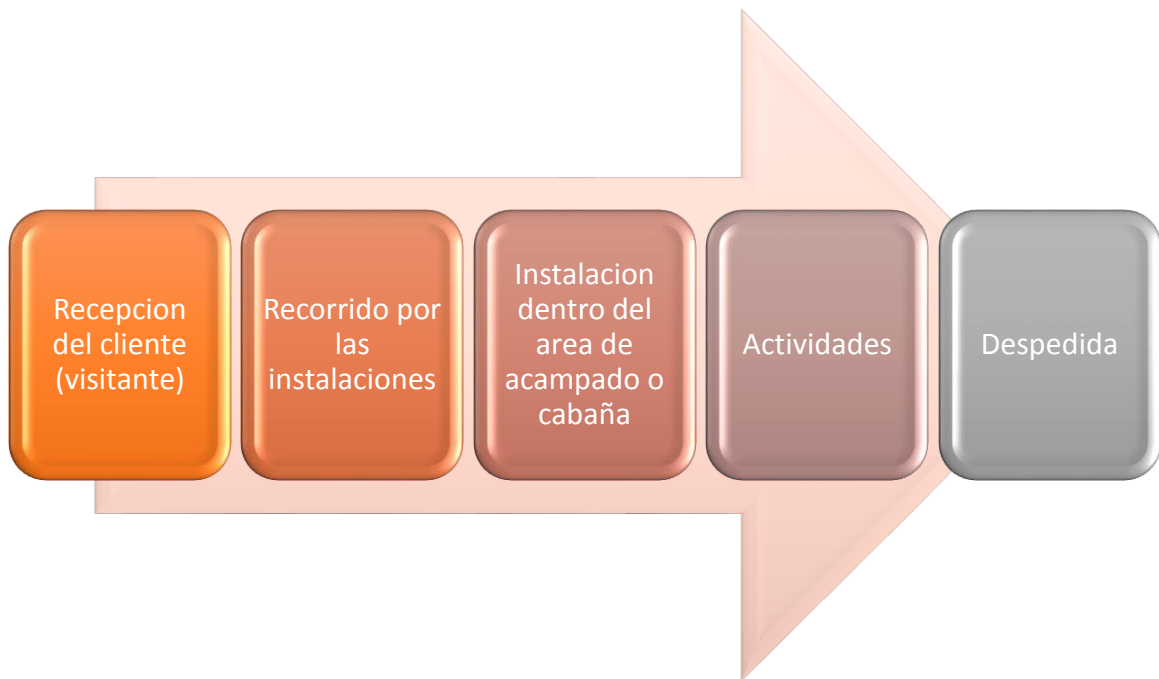 Recepcion
del cliente
(visitante)
Recorrido por
las
instalaciones
Instalacion
dentro del
area de
acampado o
cabaña
Actividades
Despedida